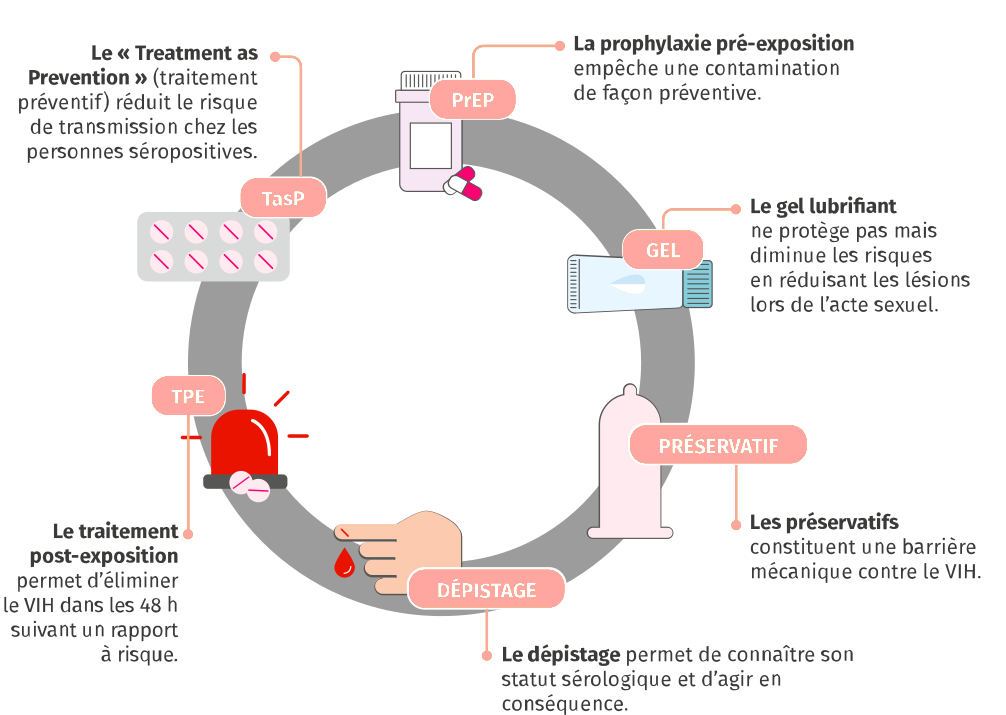 Le « Treatment as
Prevention » (traitement
préventif) réduit le risque
de transmission chez les
personnes séropositives.
TasP
PrEP
La prophylaxie pré-exposition
empêche une contamination
de façon préventive.
GEL
Le gel lubrifiant
ne protège pas mais
diminue les risques
en réduisant les lésions
lors de l'acte sexuel.
PRÉSERVATIF
Les préservatifs
constituent une barrière
mécanique contre le VIH.
DÉPISTAGE
Le dépistage permet de connaître son
statut sérologique et d'agir en
conséquence.
TPE
Le traitement
post-exposition
permet d'éliminer
le VIH dans les 48 h
suivant un rapport
à risque.